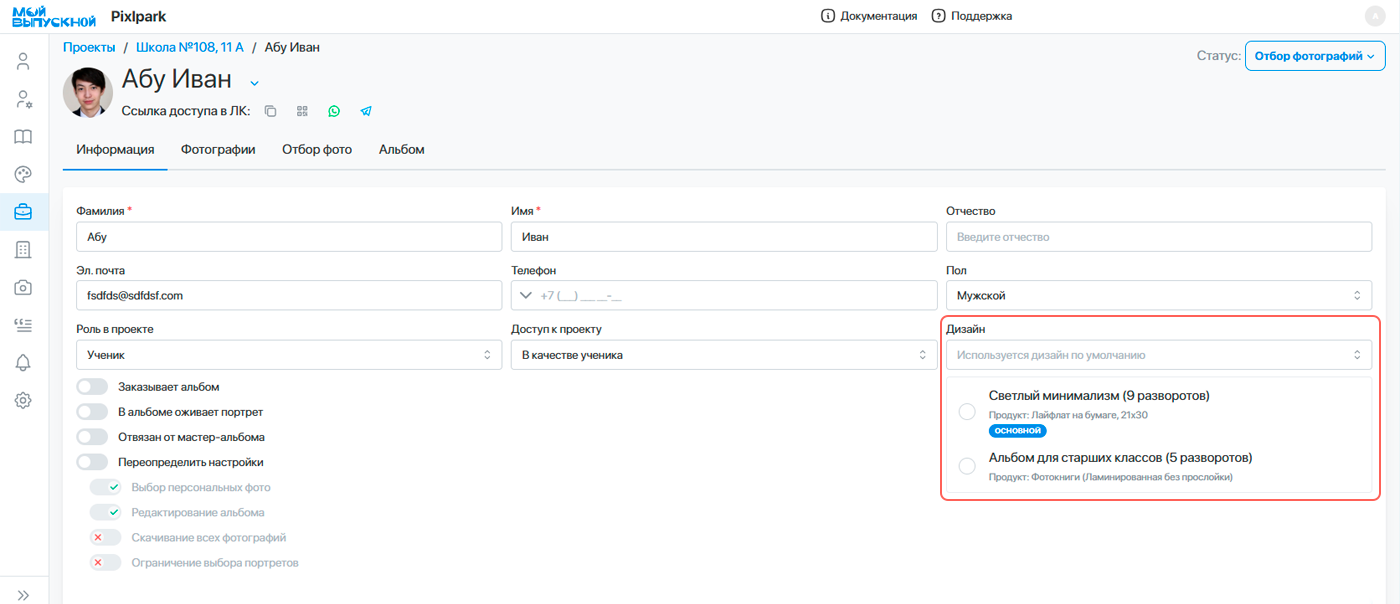 МОЙ
ВЫПУСКНОЙ
Pixlpark
Документация
Поддержка
A
Проекты / Школа №108, 11 А / Абу Иван
Статус: Отбор фотографий
Абу Иван
Ссылка доступа в ЛК:
Информация Фотографии Отбор фото Альбом
Фамилия * Имя * Отчество
Абу Иван Введите отчество
Эл. почта Телефон Пол
fsdfds@sdfdsf.com +7 (___) ___ __-__ Мужской
Роль в проекте Доступ к проекту Дизайн
Ученик В качестве ученика Используется дизайн по умолчанию
Заказывает альбом
В альбоме оживает портрет
Отвязан от мастер-альбома
Переопределить настройки
Выбор персональных фото
Редактирование альбома
Скачивание всех фотографий
Ограничение выбора портретов
Светлый минимализм (9 разворотов)
Продукт: Лайфлат на бумаге, 21x30
ОСНОВНОЙ
Альбом для старших классов (5 разворотов)
Продукт: Фотокниги (Ламинированная без прослойки)